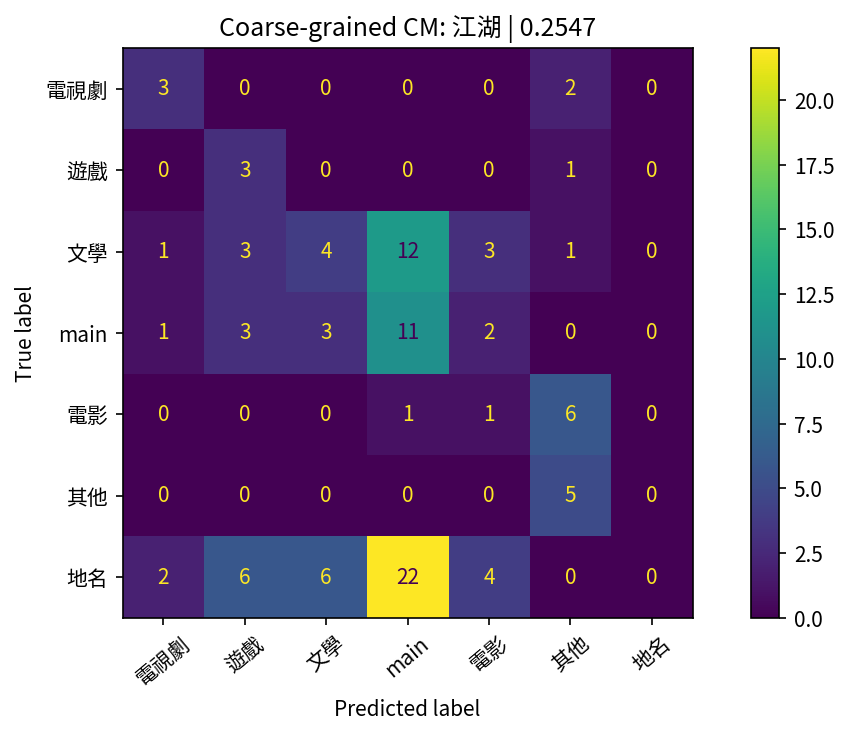 Coarse-grained CM: 江湖 | 0.2547
True label
電視劇 3 0 0 0 0 2 0
遊戲 0 3 0 0 0 1 0
文學 1 3 4 12 3 1 0
main 1 3 3 11 2 0 0
電影 0 0 0 1 1 6 0
其他 0 0 0 0 0 5 0
地名 2 6 6 22 4 0 0
電視劇 遊戲 文學 main 電影 其他 地名
Predicted label
20.0
17.5
15.0
12.5
10.0
7.5
5.0
2.5
0.0